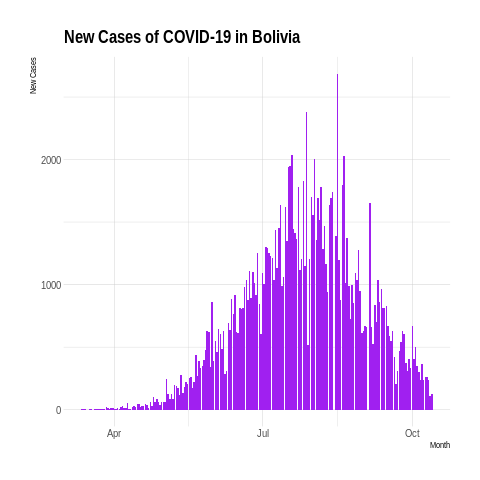 New Cases of COVID-19 in Bolivia
New Cases
2000
1000
0
Apr
Jul
Oct
Month